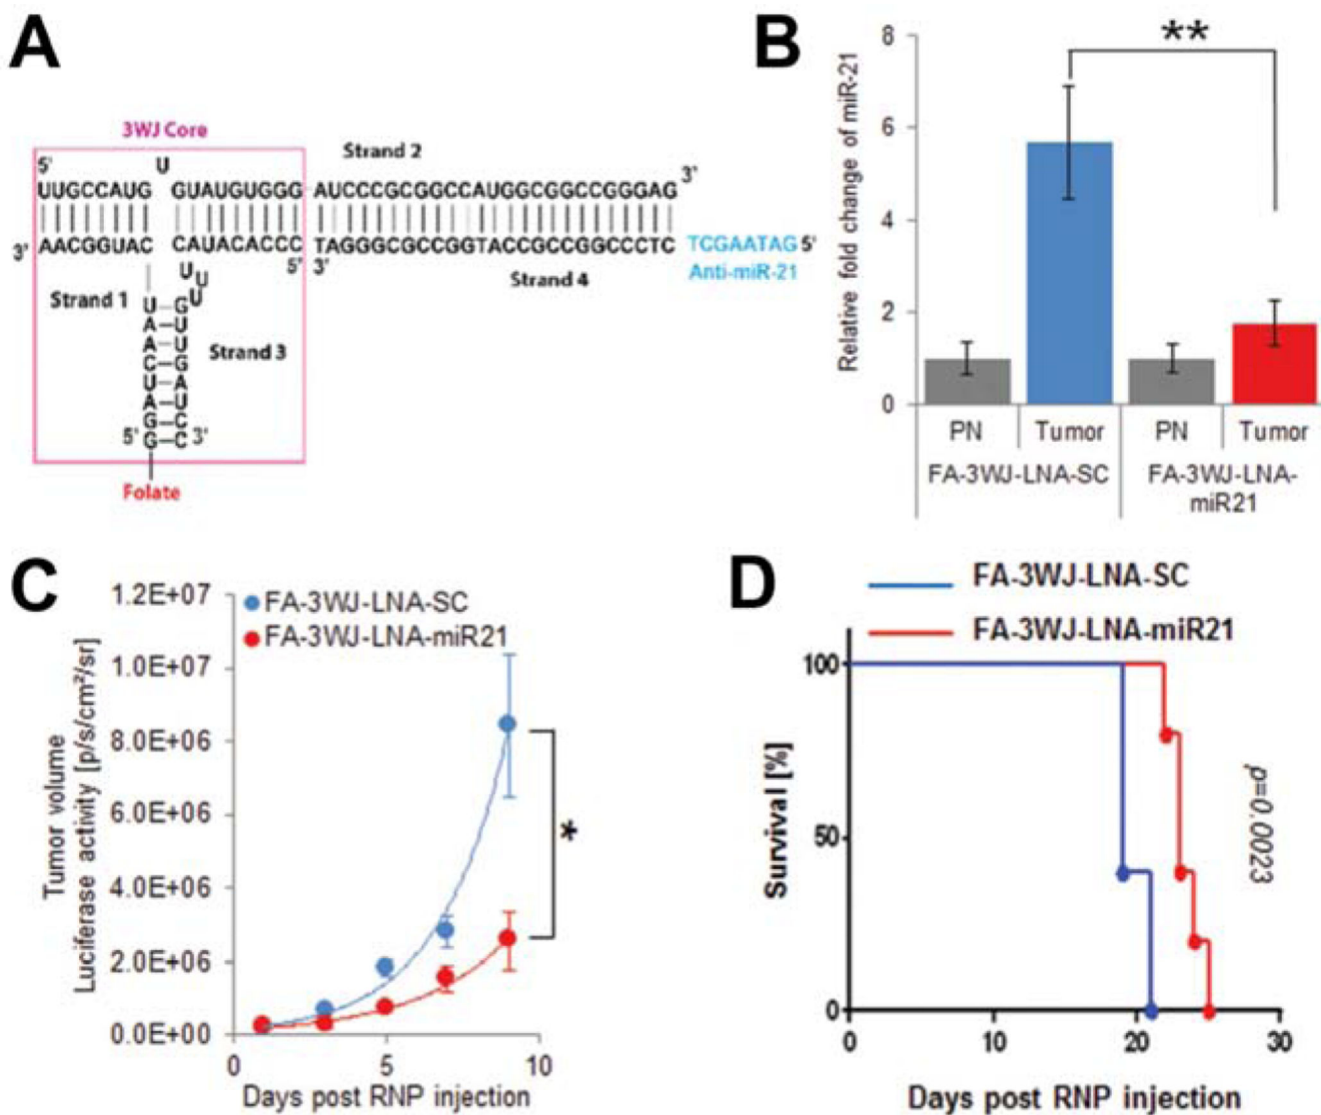 A
3WJ Core
5'
U
Strand 2
3'
UUGCCAUG GUAUGUGGG AUCCCGCGGCCAUGGCGGCCGGGAG
3' AACGGUAC CAUACACCC TAGGGCGCCGGTACCGCCGGCCCTC TCGAATAG 5'
5' 3'
Anti-miR-21
U
U
U
Strand 4
Strand 1
U G
A–U
A–U
C–G
U–A
A–U
G–C
5' G–C 3'
Strand 3
Folate
B
Relative fold change of miR-21
8
6
4
2
0
**
PN Tumor PN Tumor
FA-3WJ-LNA-SC FA-3WJ-LNA-
miR21
C
Tumor volume
Luciferase activity [p/s/cm²/sr]
1.2E+07
1.0E+07
8.0E+06
6.0E+06
4.0E+06
2.0E+06
0.0E+00
FA-3WJ-LNA-SC
FA-3WJ-LNA-miR21
*
0 5 10
Days post RNP injection
D
FA-3WJ-LNA-SC
FA-3WJ-LNA-miR21
Survival [%]
100
50
0
p=0.0023
0 10 20 30
Days post RNP injection